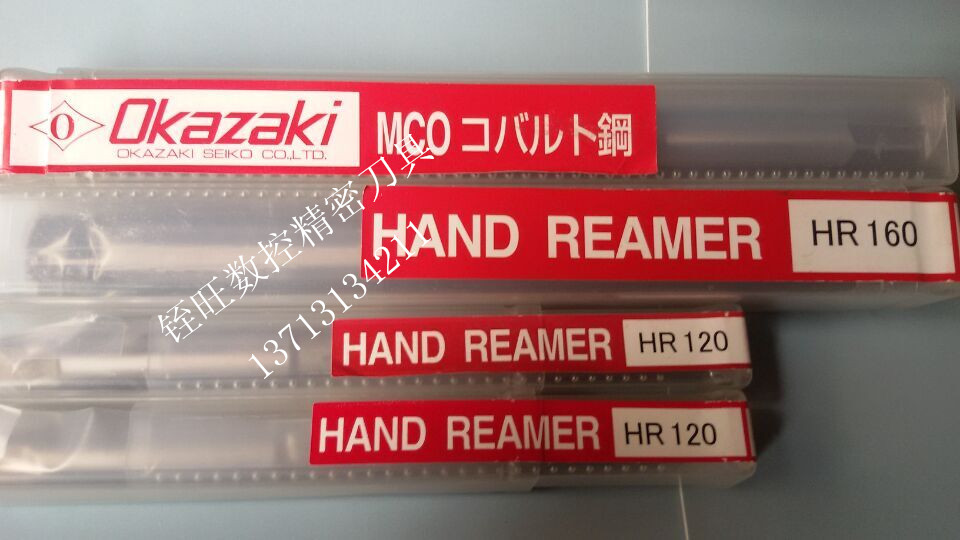 O Okazaki
OKAZAKI SEIKO CO.,LTD.
MCO コバルト鋼
HAND REAMER HR 160
HAND REAMER HR 120
HAND REAMER HR 120
铨旺数控精密刀具
13713134211